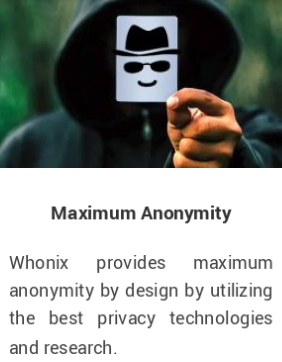 Maximum Anonymity
Whonix provides maximum
anonymity by design by utilizing
the best privacy technologies
and research.